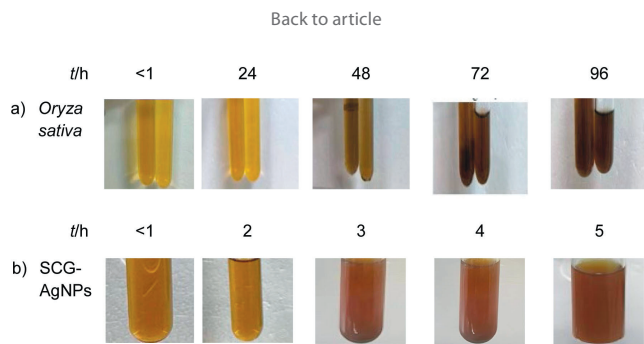 Back to article
t/h <1 24 48 72 96
a) Oryza
sativa
t/h <1 2 3 4 5
b) SCG-
AgNPs